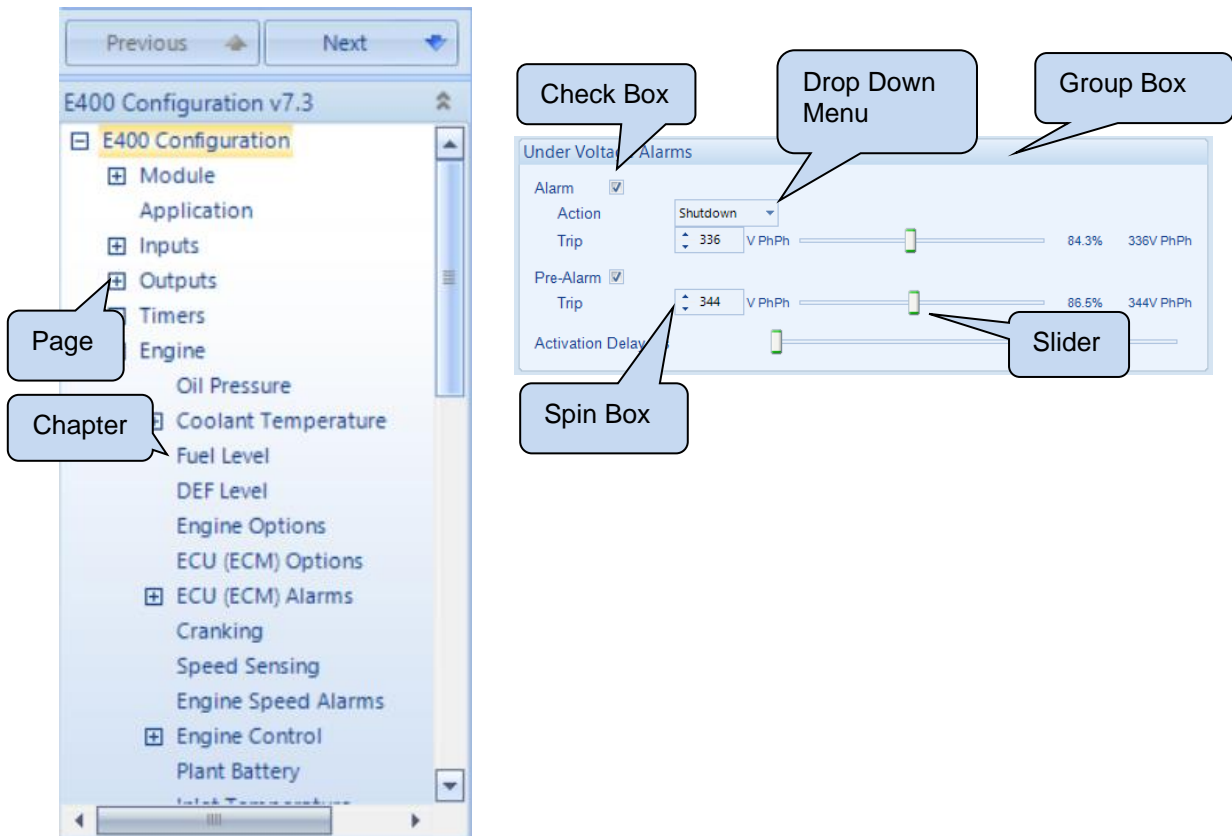 Previous
Next
E400 Configuration v7.3
E400 Configuration
Module
Application
Inputs
Outputs
Timers
Page
Engine
Oil Pressure
Chapter
Coolant Temperature
Fuel Level
DEF Level
Engine Options
ECU (ECM) Options
ECU (ECM) Alarms
Cranking
Speed Sensing
Engine Speed Alarms
Engine Control
Plant Battery
Check Box
Drop Down
Menu
Group Box
Under Alarms
Alarm
Action Shutdown
Trip 336 V PhPh 84.3% 336V PhPh
Pre-Alarm
Trip 344 V PhPh 86.5% 344V PhPh
Activation
Slider
Spin Box